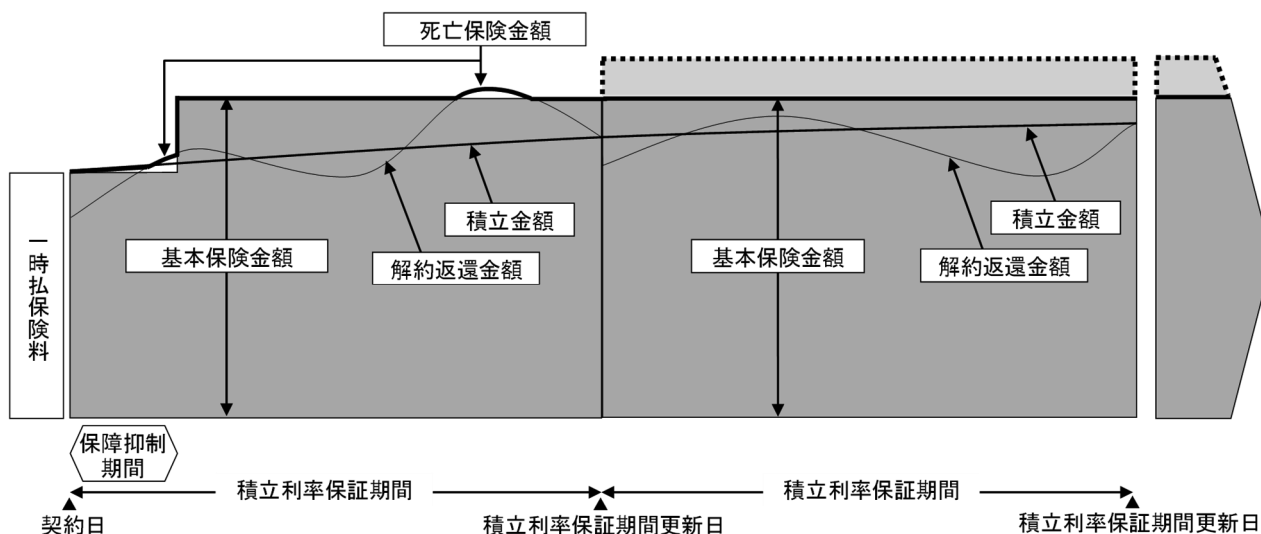 死亡保険金額
一時払保険料
基本保険金額
解約返還金額
積立金額
基本保険金額
解約返還金額
積立金額
保障抑制
期間
積立利率保証期間
積立利率保証期間
契約日
積立利率保証期間更新日
積立利率保証期間更新日